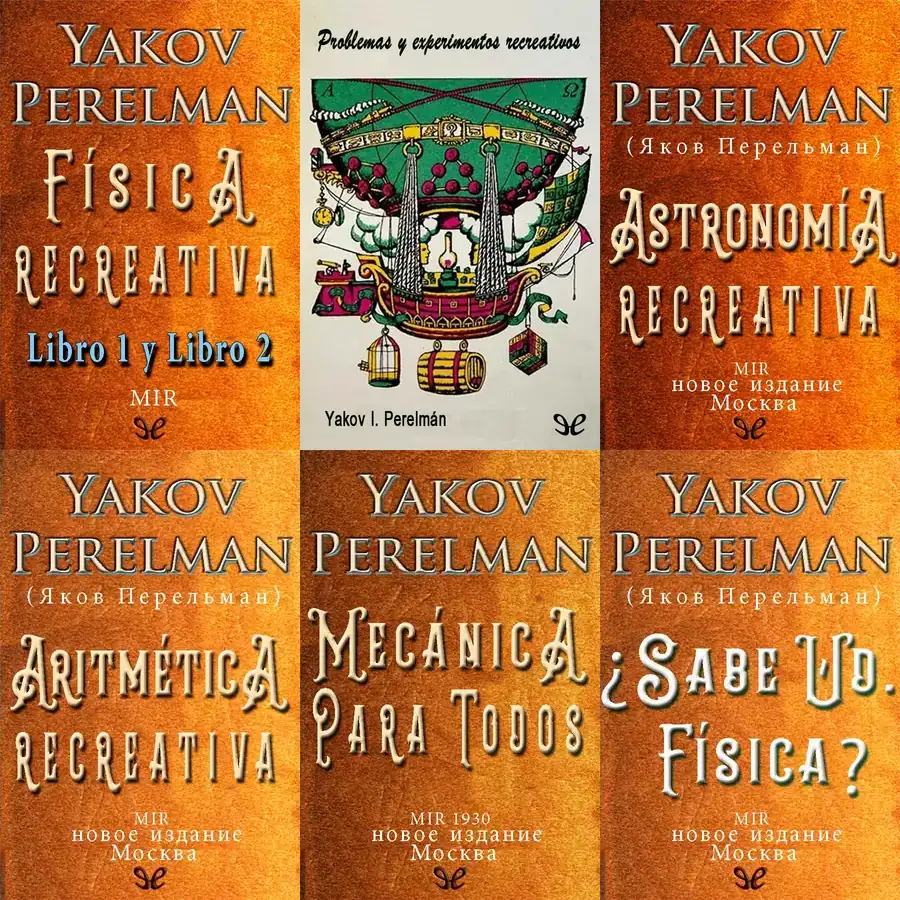 YAKOV
PERELMAN
FÍSICA
RECREATIVA
Libro 1 y Libro 2
MIR
Problemas y experimentos recreativos
A Ω
Ω
Yakov I. Perelmán
YAKOV
PERELMAN
(Яков Перельман)
ASTRONOMÍA
RECREATIVA
MIR
новое издание
Москва
YAKOV
PERELMAN
(Яков Перельман)
ARITMÉTICA
RECREATIVA
MIR
новое издание
Москва
YAKOV
PERELMAN
MECÁNICA
PARA TODOS
MIR 1930
новое издание
Москва
YAKOV
PERELMAN
(Яков Перельман)
¿SABE UD.
FÍSICA?
MIR
новое издание
Москва